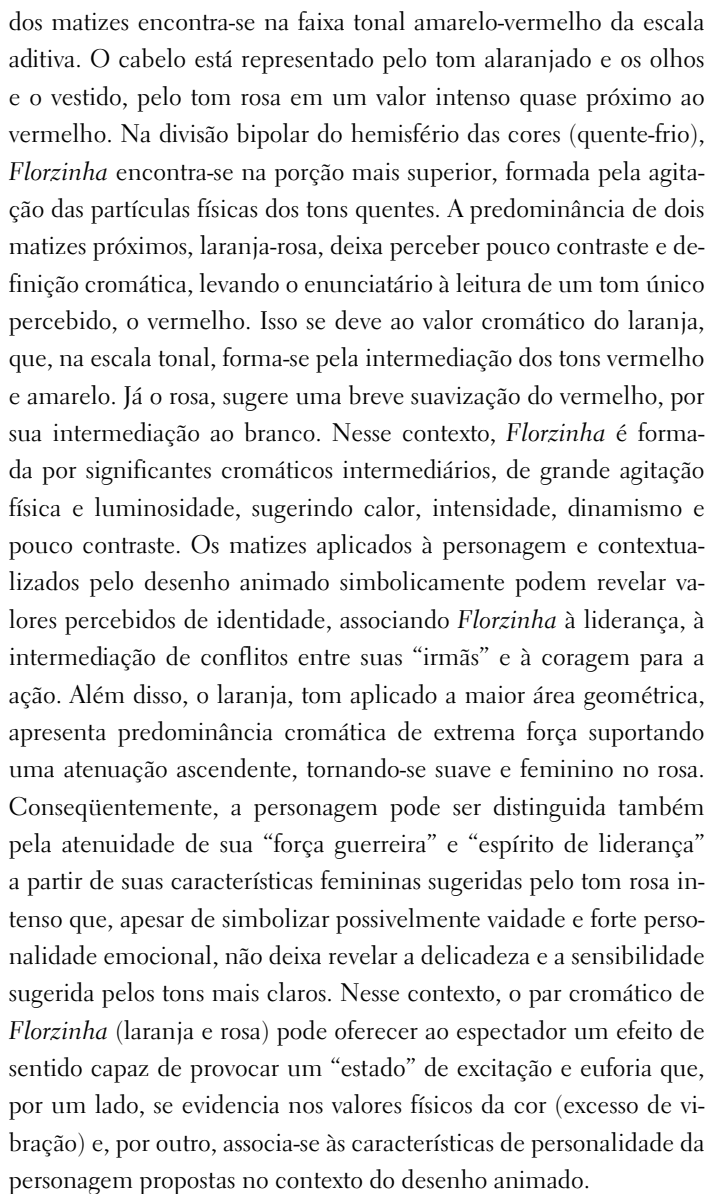 dos matizes encontra-se na faixa tonal amarelo-vermelho da escala
aditiva. O cabelo está representado pelo tom alaranjado e os olhos
e o vestido, pelo tom rosa em um valor intenso quase próximo ao
vermelho. Na divisão bipolar do hemisfério das cores (quente-frio),
Florzinha encontra-se na porção mais superior, formada pela agita-
ção das partículas físicas dos tons quentes. A predominância de dois
matizes próximos, laranja-rosa, deixa perceber pouco contraste e de-
finição cromática, levando o enunciatário à leitura de um tom único
percebido, o vermelho. Isso se deve ao valor cromático do laranja,
que, na escala tonal, forma-se pela intermediação dos tons vermelho
e amarelo. Já o rosa, sugere uma breve suavização do vermelho, por
sua intermediação ao branco. Nesse contexto, Florzinha é forma-
da por significantes cromáticos intermediários, de grande agitação
física e luminosidade, sugerindo calor, intensidade, dinamismo e
pouco contraste. Os matizes aplicados à personagem e contextua-
lizados pelo desenho animado simbolicamente podem revelar va-
lores percebidos de identidade, associando Florzinha à liderança, à
intermediação de conflitos entre suas “irmãs” e à coragem para a
ação. Além disso, o laranja, tom aplicado a maior área geométrica,
apresenta predominância cromática de extrema força suportando
uma atenuação ascendente, tornando-se suave e feminino no rosa.
Conseqüentemente, a personagem pode ser distinguida também
pela atenuidade de sua “força guerreira” e “espírito de liderança”
a partir de suas características femininas sugeridas pelo tom rosa in-
tenso que, apesar de simbolizar possivelmente vaidade e forte perso-
nalidade emocional, não deixa revelar a delicadeza e a sensibilidade
sugerida pelos tons mais claros. Nesse contexto, o par cromático de
Florzinha (laranja e rosa) pode oferecer ao espectador um efeito de
sentido capaz de provocar um “estado” de excitação e euforia que,
por um lado, se evidencia nos valores físicos da cor (excesso de vi-
bração) e, por outro, associa-se às características de personalidade da
personagem propostas no contexto do desenho animado.